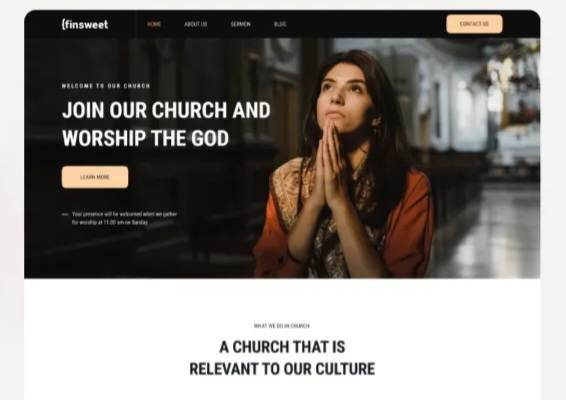 {finsweet HOME ABOUT US SERMON BLOG CONTACT US
WELCOME TO OUR CHURCH
JOIN OUR CHURCH AND
WORSHIP THE GOD
LEARN MORE
Your presence will be welcomed when we gather
for worship at 11:00 am on Sunday
WHAT WE DO IN CHURCH
A CHURCH THAT IS
RELEVANT TO OUR CULTURE